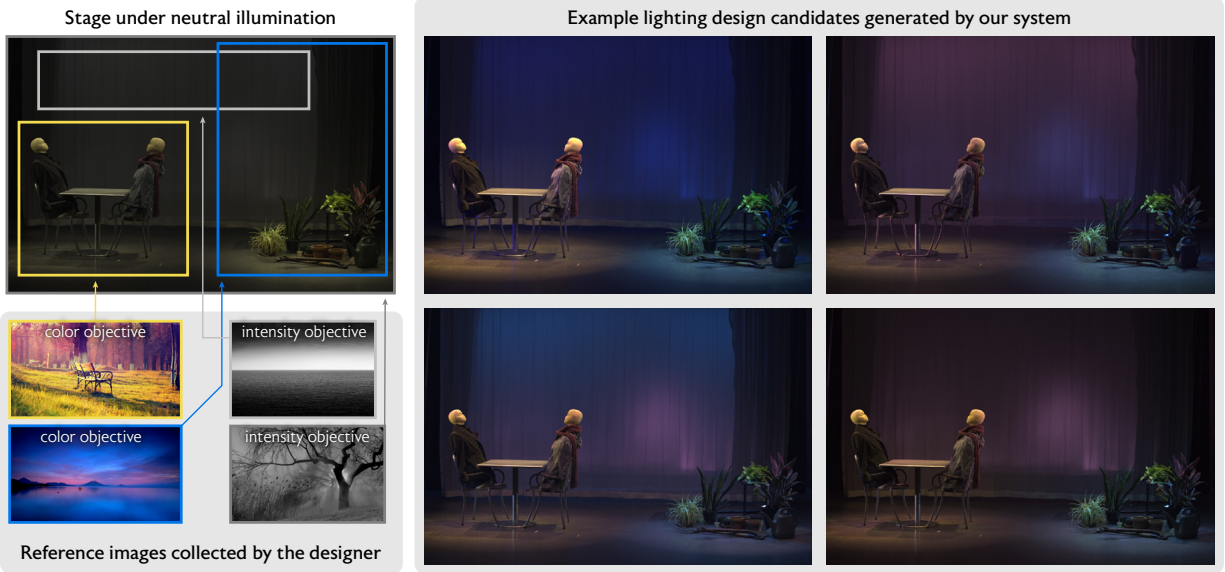 Stage under neutral illumination
Example lighting design candidates generated by our system
color objective
intensity objective
color objective
intensity objective
Reference images collected by the designer